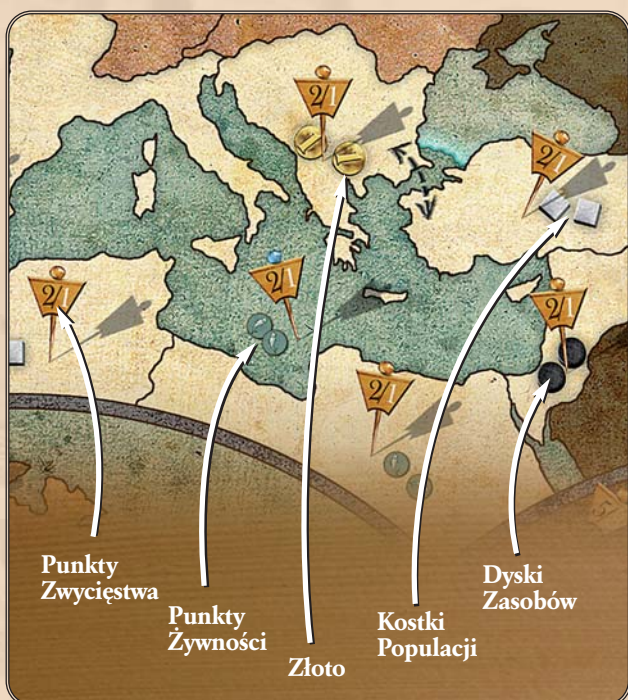 2/1
2/1
2/1
2/1
2/1
2/1
Punkty
Zwycięstwa
Punkty
Żywności
Złoto
Kostki
Populacji
Dyski
Zasobów